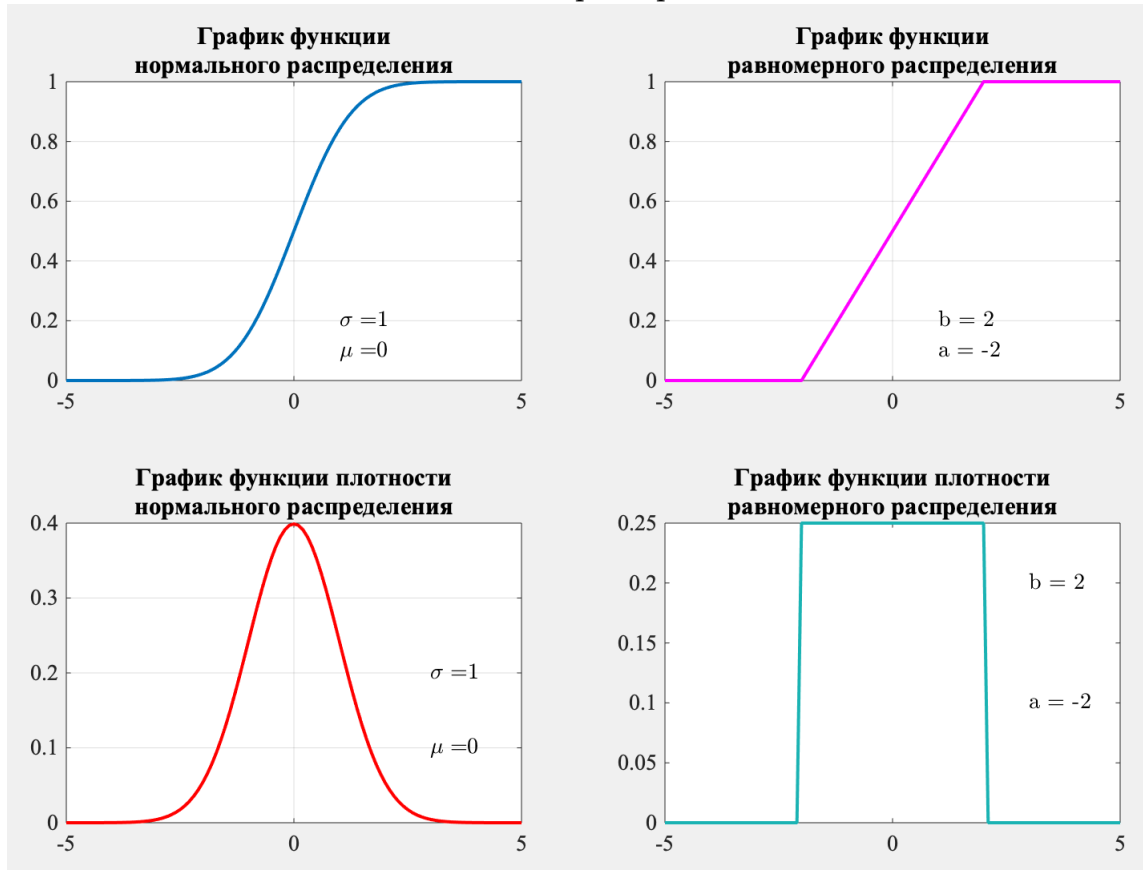 График функции
нормального распределения
1
0.8
0.6
0.4
0.2
0
σ =1
μ =0
-5
0
5
График функции
равномерного распределения
1
0.8
0.6
0.4
0.2
0
b = 2
a = -2
-5
0
5
График функции плотности
нормального распределения
0.4
0.3
0.2
0.1
0
σ =1
μ =0
-5
0
5
График функции плотности
равномерного распределения
0.25
0.2
0.15
0.1
0.05
0
b = 2
a = -2
-5
0
5